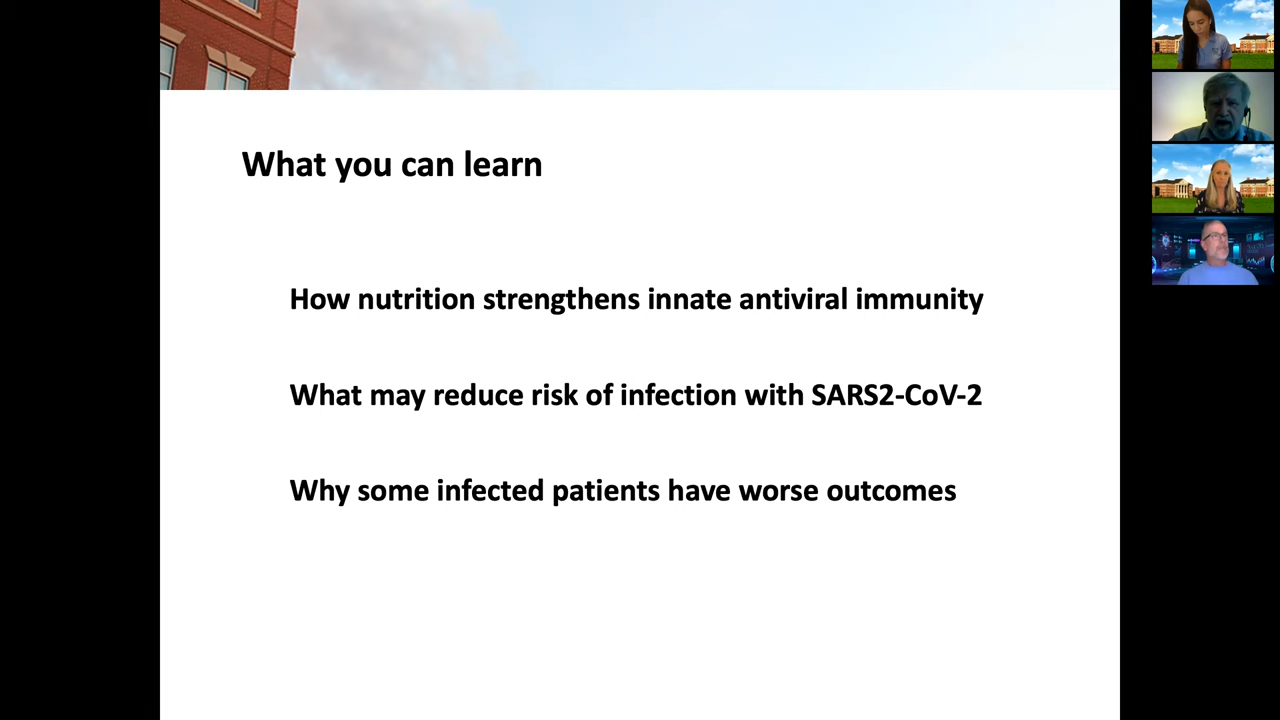 What you can learn
How nutrition strengthens innate antiviral immunity
What may reduce risk of infection with SARS2-CoV-2
Why some infected patients have worse outcomes